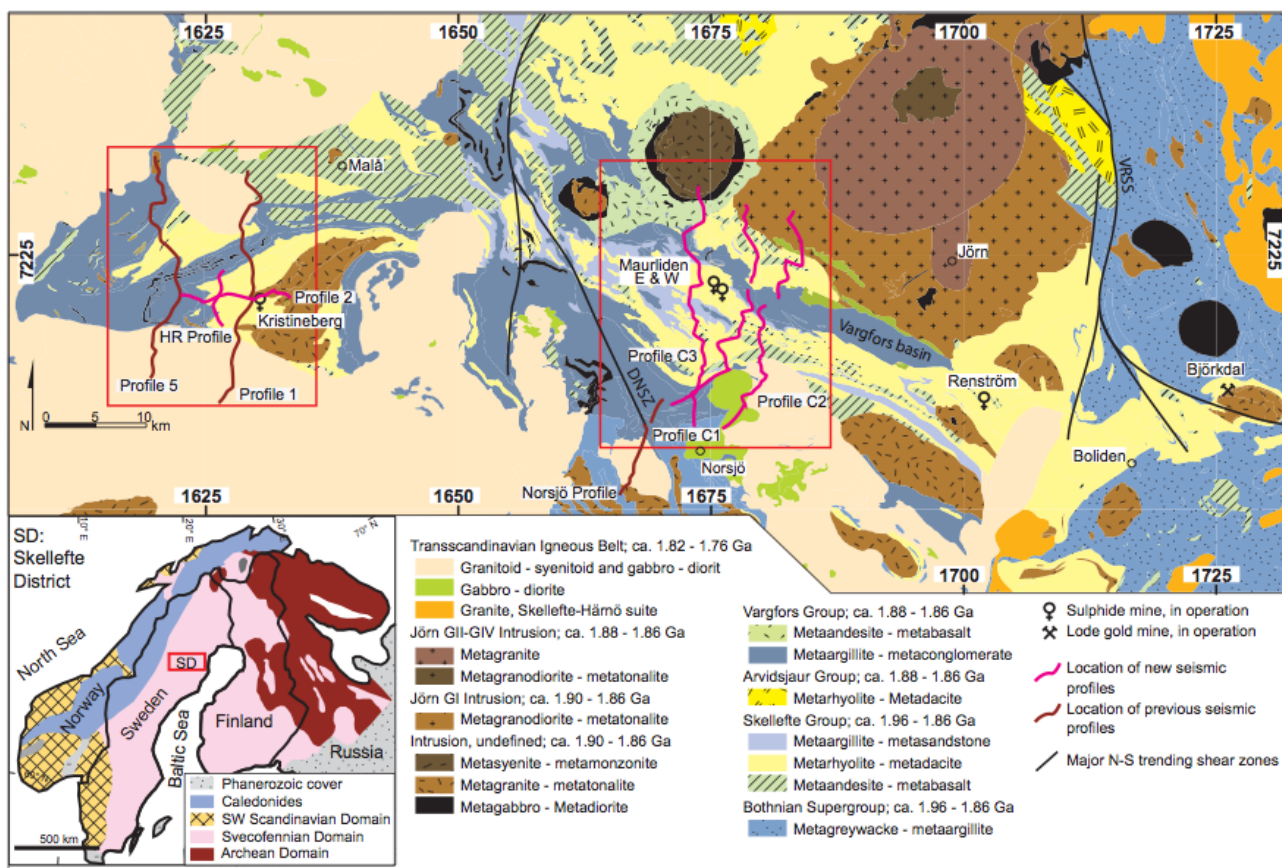 1625
1650
1675
1700
1725
Malå
VRSS
7225
7225
Jörn
Maurliden
E & W
Profile 2
Kristineberg
HR Profile
Vargfors basin
Profile C3
Renström
Björkdal
Profile 5
Profile 1
DNSZ
Profile C2
N
0 5 10
km
Profile C1
Norsjö
Boliden
Norsjö Profile
1625
1650
1675
1700
1725
SD:
Skellefte
District
10° E
20° E
30° E
70° N
North Sea
Norway
Sweden
SD
Baltic Sea
Finland
Russia
500 km
Phanerozoic cover
Caledonides
SW Scandinavian Domain
Svecofennian Domain
Archean Domain
Transscandinavian Igneous Belt; ca. 1.82 - 1.76 Ga
Granitoid - syenitoid and gabbro - diorit
Gabbro - diorite
Granite, Skellefte-Härnö suite
Jörn GII-GIV Intrusion; ca. 1.88 - 1.86 Ga
Metagranite
Metagranodiorite - metatonalite
Jörn GI Intrusion; ca. 1.90 - 1.86 Ga
Metagranodiorite - metatonalite
Intrusion, undefined; ca. 1.90 - 1.86 Ga
Metasyenite - metamonzonite
Metagranite - metatonalite
Metagabbro - Metadiorite
Vargfors Group; ca. 1.88 - 1.86 Ga
Metaandesite - metabasalt
Metaargillite - metaconglomerate
Arvidsjaur Group; ca. 1.88 - 1.86 Ga
Metarhyolite - Metadacite
Skellefte Group; ca. 1.96 - 1.86 Ga
Metaargillite - metasandstone
Metarhyolite - metadacite
Metaandesite - metabasalt
Bothnian Supergroup; ca. 1.96 - 1.86 Ga
Metagreywacke - metaargillite
Sulphide mine, in operation
Lode gold mine, in operation
Location of new seismic
profiles
Location of previous seismic
profiles
Major N-S trending shear zones